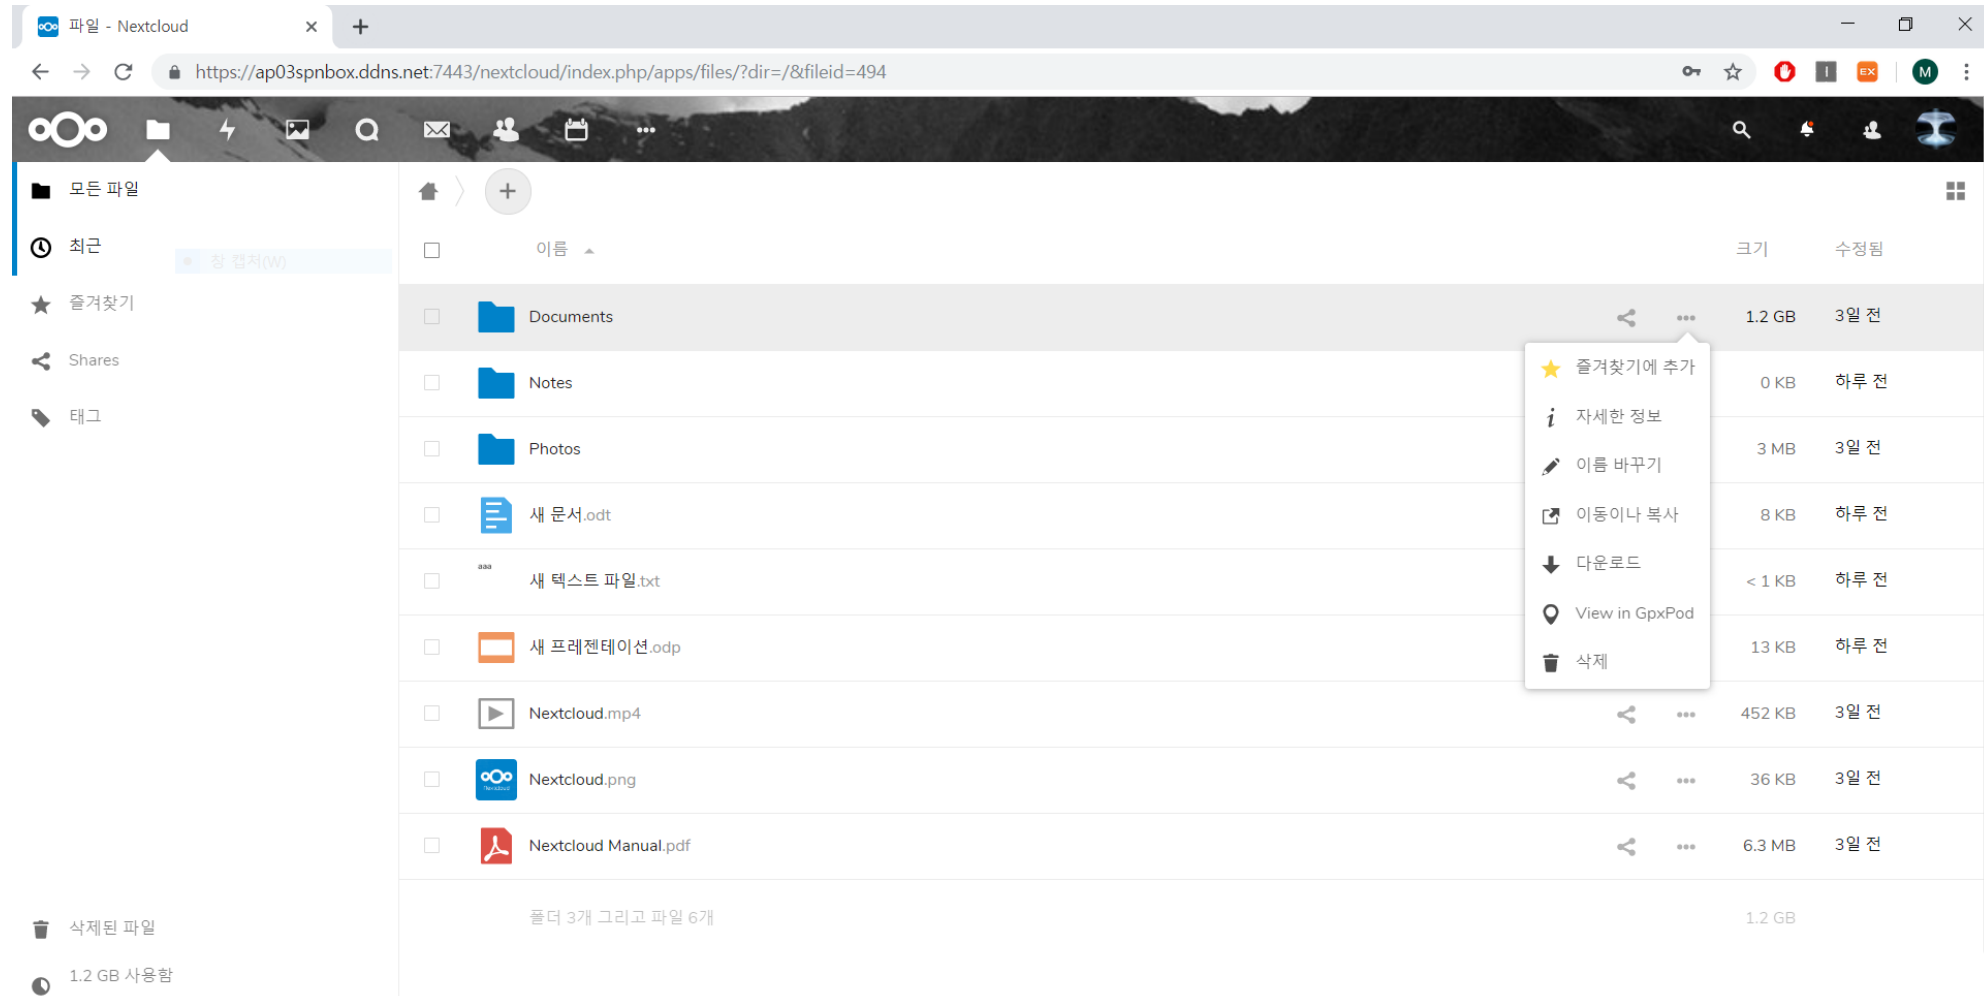 파일 - Nextcloud
https://ap03spnbox.ddns.net:7443/nextcloud/index.php/apps/files/?dir=/&fileid=494
I
EX
M
모든 파일
최근
창 캡처(W)
즐겨찾기
Shares
태그
이름 크기 수정됨
Documents 1.2 GB 3일 전
Notes 0 KB 하루 전
Photos 3 MB 3일 전
새 문서.odt 8 KB 하루 전
aaa
새 텍스트 파일.txt < 1 KB 하루 전
새 프레젠테이션.odp 13 KB 하루 전
Nextcloud.mp4 452 KB 3일 전
Nextcloud.png 36 KB 3일 전
Nextcloud
Nextcloud Manual.pdf 6.3 MB 3일 전
폴더 3개 그리고 파일 6개 1.2 GB
즐겨찾기에 추가
자세한 정보
이름 바꾸기
이동이나 복사
다운로드
View in GpxPod
삭제
삭제된 파일
1.2 GB 사용함